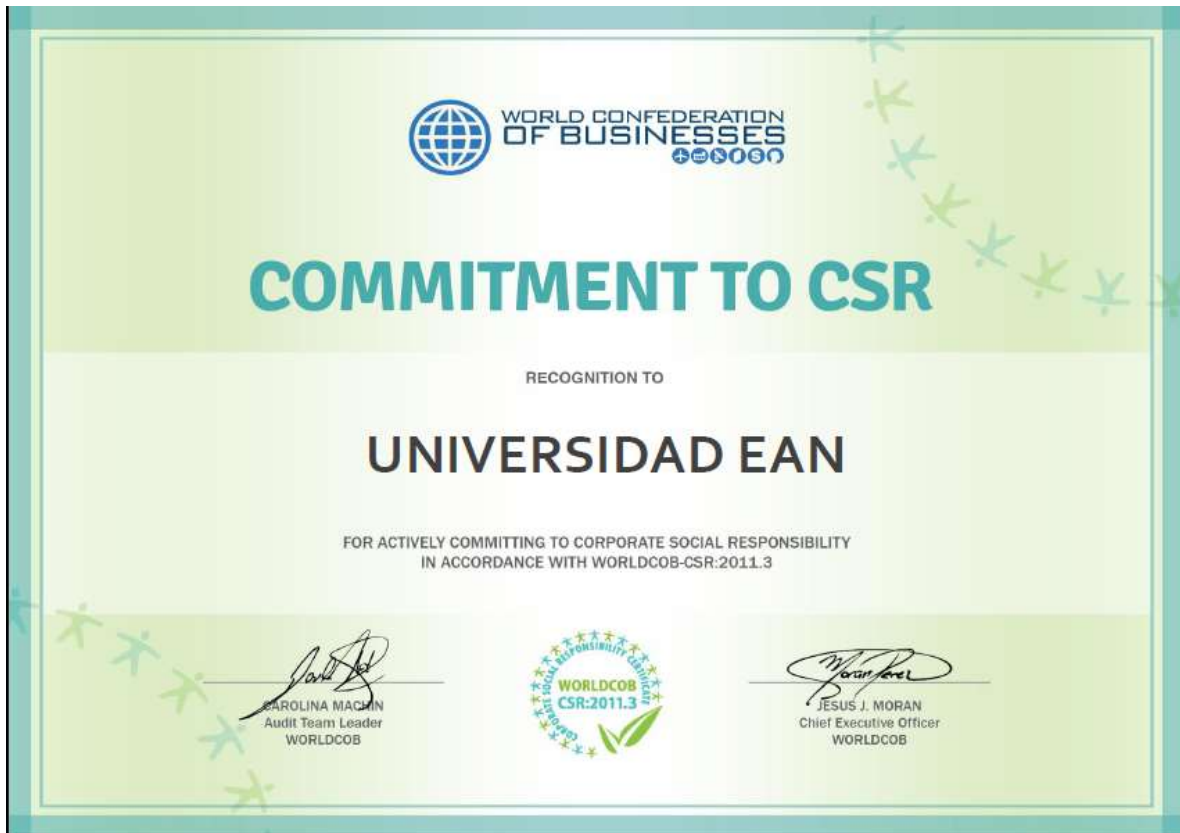 WORLD CONFEDERATION
OF BUSINESSES
COMMITMENT TO CSR
RECOGNITION TO
UNIVERSIDAD EAN
FOR ACTIVELY COMMITTING TO CORPORATE SOCIAL RESPONSIBILITY
IN ACCORDANCE WITH WORLDCOB-CSR:2011.3
CAROLINA MACHIN
Audit Team Leader
WORLDCOB
CORPORATE SOCIAL RESPONSIBILITY CERTIFICATE
WORLDCOB
CSR:2011.3
JESUS J. MORAN
Chief Executive Officer
WORLDCOB